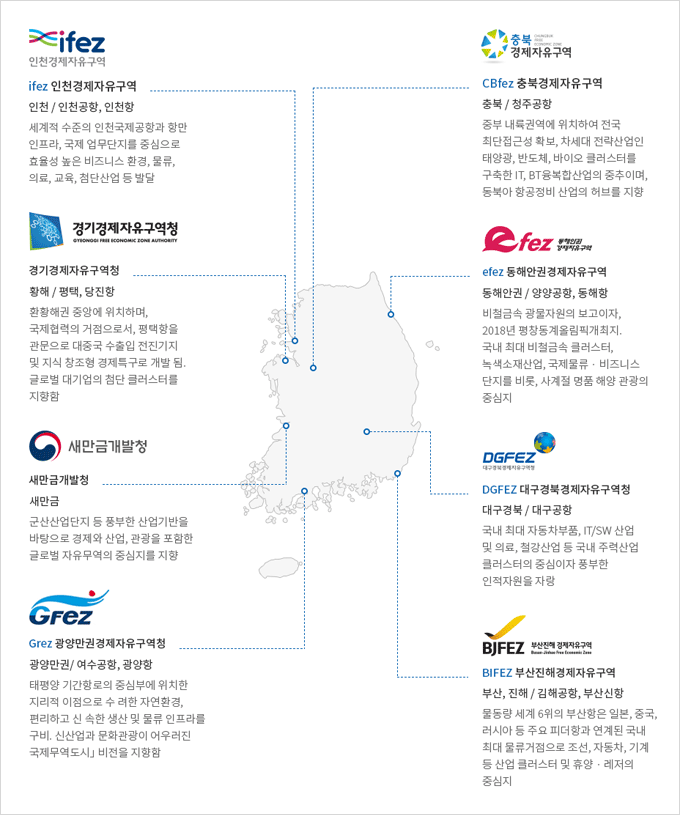 ifez
인천경제자유구역
ifez 인천경제자유구역
인천 / 인천공항, 인천항
세계적 수준의 인천국제공항과 항만
인프라, 국제 업무단지를 중심으로
효율성 높은 비즈니스 환경, 물류,
의료, 교육, 첨단산업 등 발달
경기경제자유구역청
GYEONGGI FREE ECONOMIC ZONE AUTHORITY
경기경제자유구역청
황해 / 평택, 당진항
환황해권 중앙에 위치하며,
국제협력의 거점으로서, 평택항을
관문으로 대중국 수출입 전진기지
및 지식 창조형 경제특구로 개발 됨.
글로벌 대기업의 첨단 클러스터를
지향함
새만금개발청
새만금개발청
새만금
군산산업단지 등 풍부한 산업기반을
바탕으로 경제와 산업, 관광을 포함한
글로벌 자유무역의 중심지를 지향
GFEZ
Grez 광양만권경제자유구역청
광양만권/ 여수공항, 광양항
태평양 기간항로의 중심부에 위치한
지리적 이점으로 수 려한 자연환경,
편리하고 신 속한 생산 및 물류 인프라를
구비. 신산업과 문화관광이 어우러진
국제무역도시」 비전을 지향함
충북
CHUNGBUK
FREE
ECONOMIC ZONE
경제자유구역
CBfez 충북경제자유구역
충북 / 청주공항
중부 내륙권역에 위치하여 전국
최단접근성 확보, 차세대 전략산업인
태양광, 반도체, 바이오 클러스터를
구축한 IT, BT융복합산업의 중추이며,
동북아 항공정비 산업의 허브를 지향
efez 동해안권
경제자유구역
efez 동해안권경제자유구역
동해안권 / 양양공항, 동해항
비철금속 광물자원의 보고이자,
2018년 평창동계올림픽개최지.
국내 최대 비철금속 클러스터,
녹색소재산업, 국제물류 · 비즈니스
단지를 비롯, 사계절 명품 해양 관광의
중심지
DGFEZ
대구경북경제자유구역청
DGFEZ 대구경북경제자유구역청
대구경북 / 대구공항
국내 최대 자동차부품, IT/SW 산업
및 의료, 철강산업 등 국내 주력산업
클러스터의 중심이자 풍부한
인적자원을 자랑
BJFEZ 부산진해 경제자유구역
Busan-Jinhae Free Economic Zone
BIFEZ 부산진해경제자유구역
부산, 진해 / 김해공항, 부산신항
물동량 세계 6위의 부산항은 일본, 중국,
러시아 등 주요 피더항과 연계된 국내
최대 물류거점으로 조선, 자동차, 기계
등 산업 클러스터 및 휴양 · 레저의
중심지